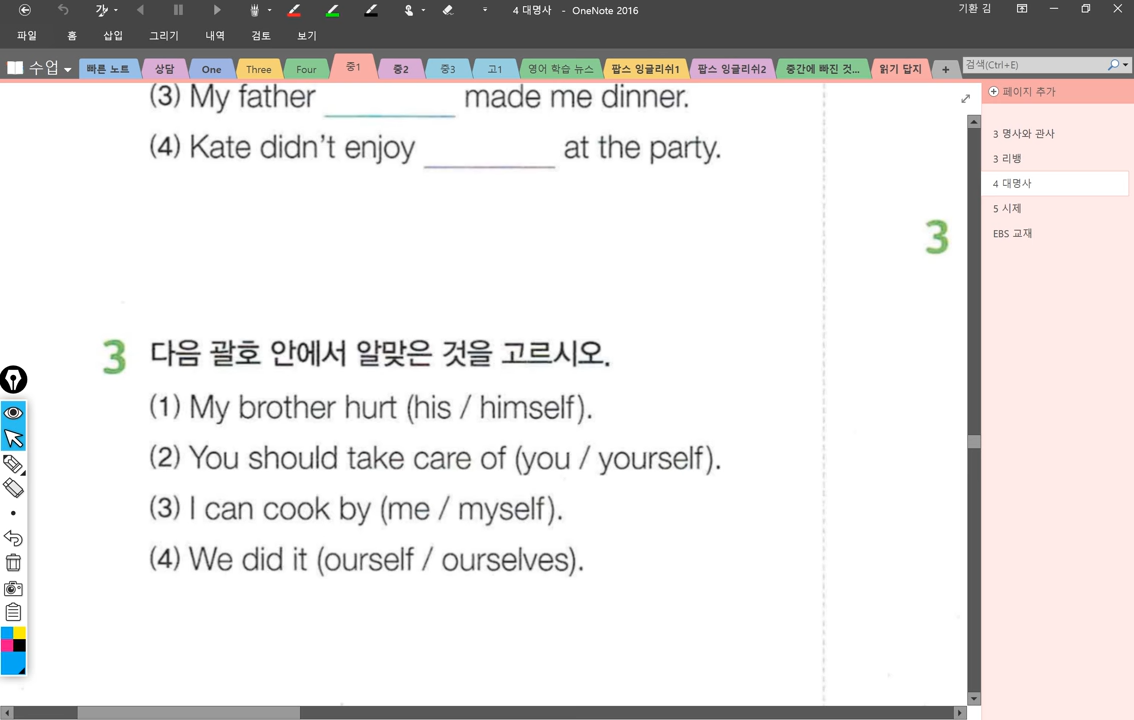 4 대명사 - OneNote 2016
기환 김
파일 홈 삽입 그리기 내역 검토 보기
수업 빠른 노트 상담 One Three Four 중1 중2 중3 고1 영어 학습 뉴스 팝스 잉글리쉬1 팝스 잉글리쉬2 중간에 빠진 것... 읽기 답지 +
검색(Ctrl+E)
페이지 추가
3 명사와 관사
3 리뱅
4 대명사
5 시제
EBS 교재
(3) My father ________ made me dinner.
(4) Kate didn't enjoy ________ at the party.
3
3 다음 괄호 안에서 알맞은 것을 고르시오.
(1) My brother hurt (his / himself).
(2) You should take care of (you / yourself).
(3) I can cook by (me / myself).
(4) We did it (ourself / ourselves).